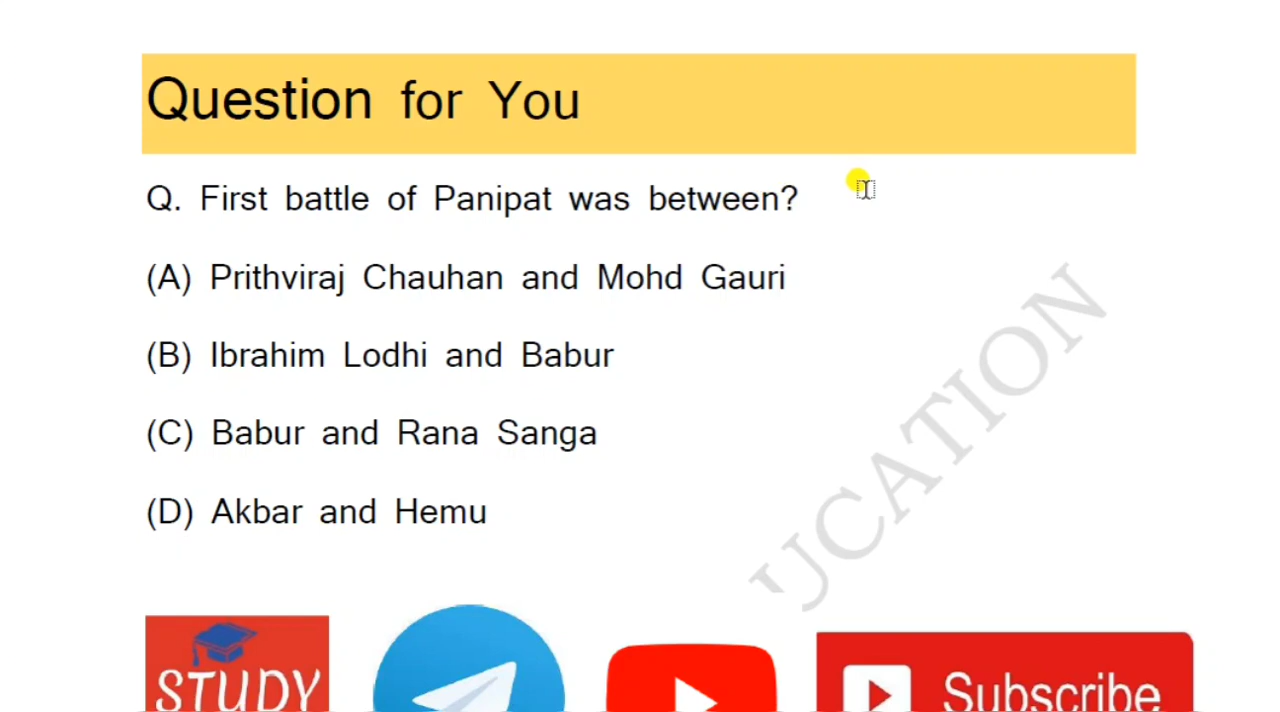 Question for You
Q. First battle of Panipat was between?
(A) Prithviraj Chauhan and Mohd Gauri
(B) Ibrahim Lodhi and Babur
(C) Babur and Rana Sanga
(D) Akbar and Hemu
UCATION
STUDY
Subscribe